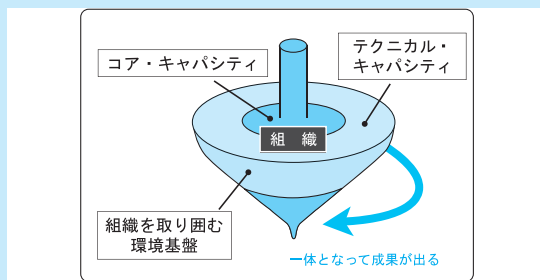 コア・キャパシティ
テクニカル・
キャパシティ
組　織
組織を取り囲む
環境基盤
一体となって成果が出る